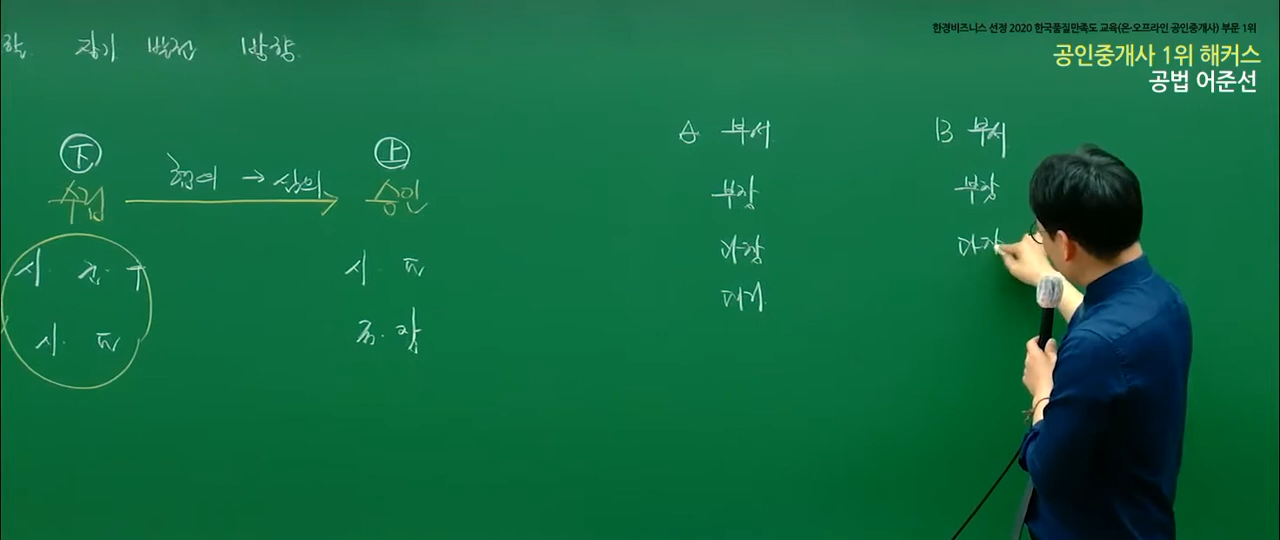 한경비즈니스 선정 2020 한국품질만족도 교육(온·오프라인 공인중개사) 부문 1위
공인중개사 1위 해커스
공법 어준선
장기 발전 방향
下
수립
협의 → 심의
上
승인
시 군 구
시 도
시 도
국 장
A 부서
부장
과장
대리
B 부서
부장
과장